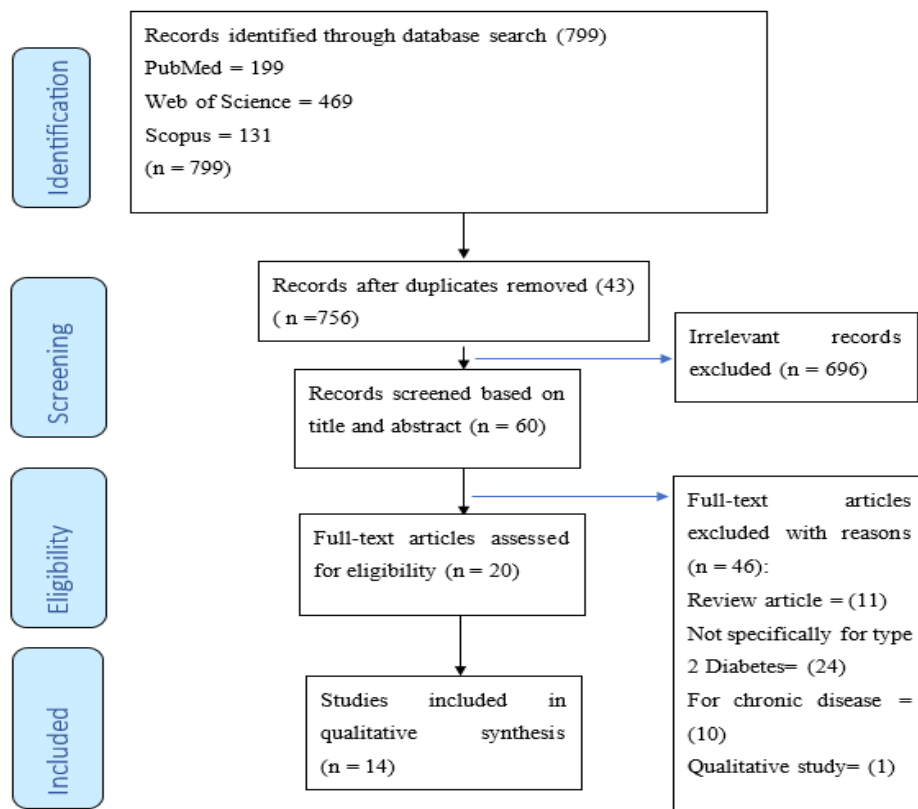 Identification
Records identified through database search (799)
PubMed = 199
Web of Science = 469
Scopus = 131
(n = 799)
Screening
Records after duplicates removed (43)
( n =756)
Irrelevant records
excluded (n = 696)
Records screened based on
title and abstract (n = 60)
Eligibility
Full-text articles assessed
for eligibility (n = 20)
Full-text articles
excluded with reasons
(n = 46):
Review article = (11)
Not specifically for type
2 Diabetes= (24)
For chronic disease =
(10)
Qualitative study= (1)
Included
Studies included in
qualitative synthesis
(n = 14)